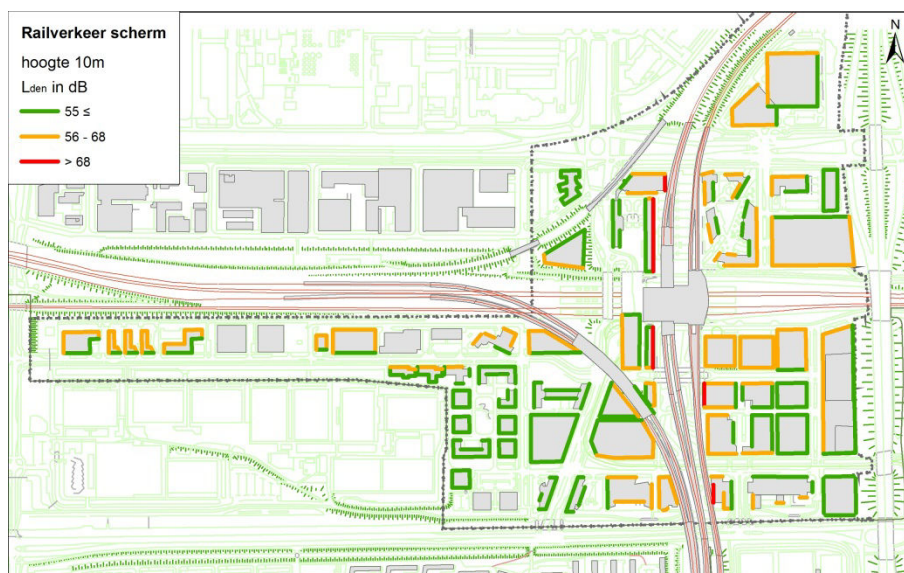 Railverkeer scherm
hoogte 10m
Lden in dB
55 ≤
56 - 68
> 68
N